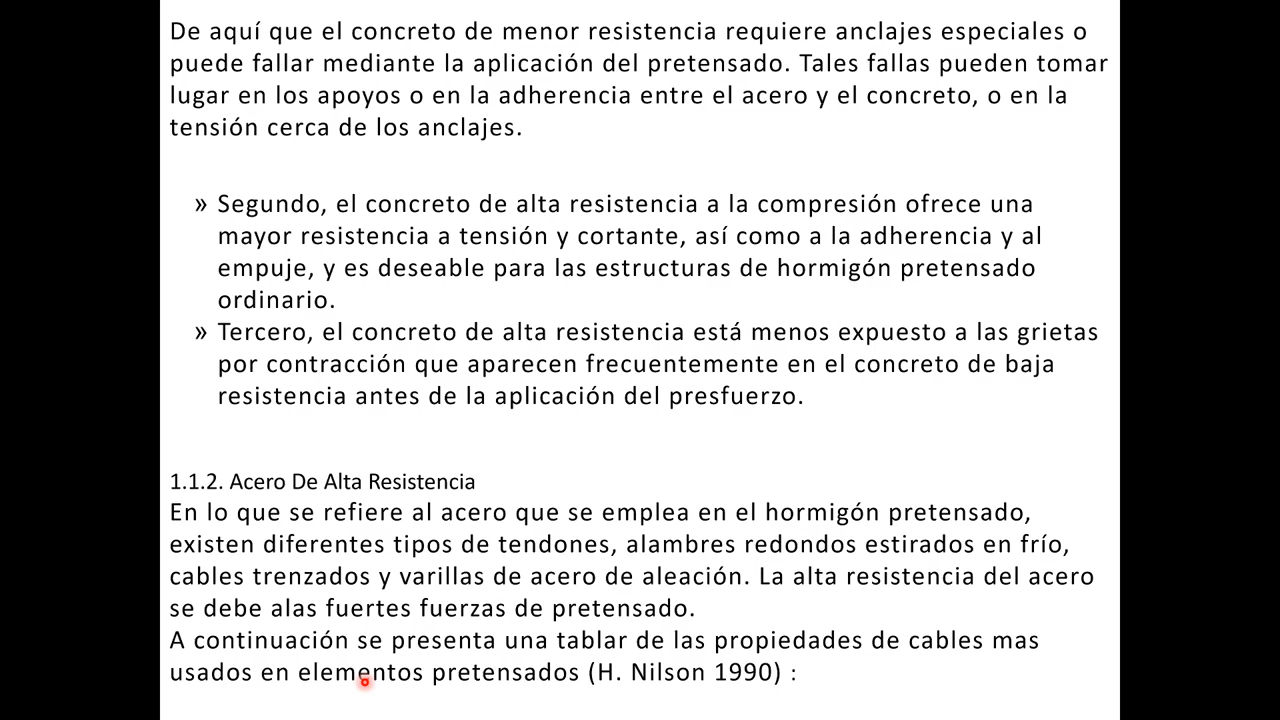 De aquí que el concreto de menor resistencia requiere anclajes especiales o
puede fallar mediante la aplicación del pretensado. Tales fallas pueden tomar
lugar en los apoyos o en la adherencia entre el acero y el concreto, o en la
tensión cerca de los anclajes.
» Segundo, el concreto de alta resistencia a la compresión ofrece una
mayor resistencia a tensión y cortante, así como a la adherencia y al
empuje, y es deseable para las estructuras de hormigón pretensado
ordinario.
» Tercero, el concreto de alta resistencia está menos expuesto a las grietas
por contracción que aparecen frecuentemente en el concreto de baja
resistencia antes de la aplicación del presfuerzo.
1.1.2. Acero De Alta Resistencia
En lo que se refiere al acero que se emplea en el hormigón pretensado,
existen diferentes tipos de tendones, alambres redondos estirados en frío,
cables trenzados y varillas de acero de aleación. La alta resistencia del acero
se debe alas fuertes fuerzas de pretensado.
A continuación se presenta una tablar de las propiedades de cables mas
usados en elementos pretensados (H. Nilson 1990) :